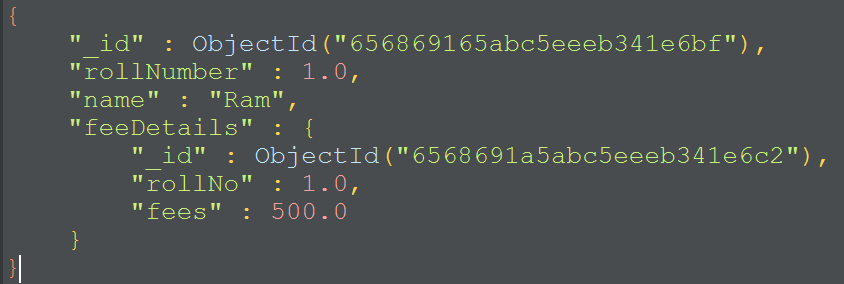 {
"_id" : ObjectId("656869165abc5eeeb341e6bf"),
"rollNumber" : 1.0,
"name" : "Ram",
"feeDetails" : {
"_id" : ObjectId("6568691a5abc5eeeb341e6c2"),
"rollNo" : 1.0,
"fees" : 500.0
}
}